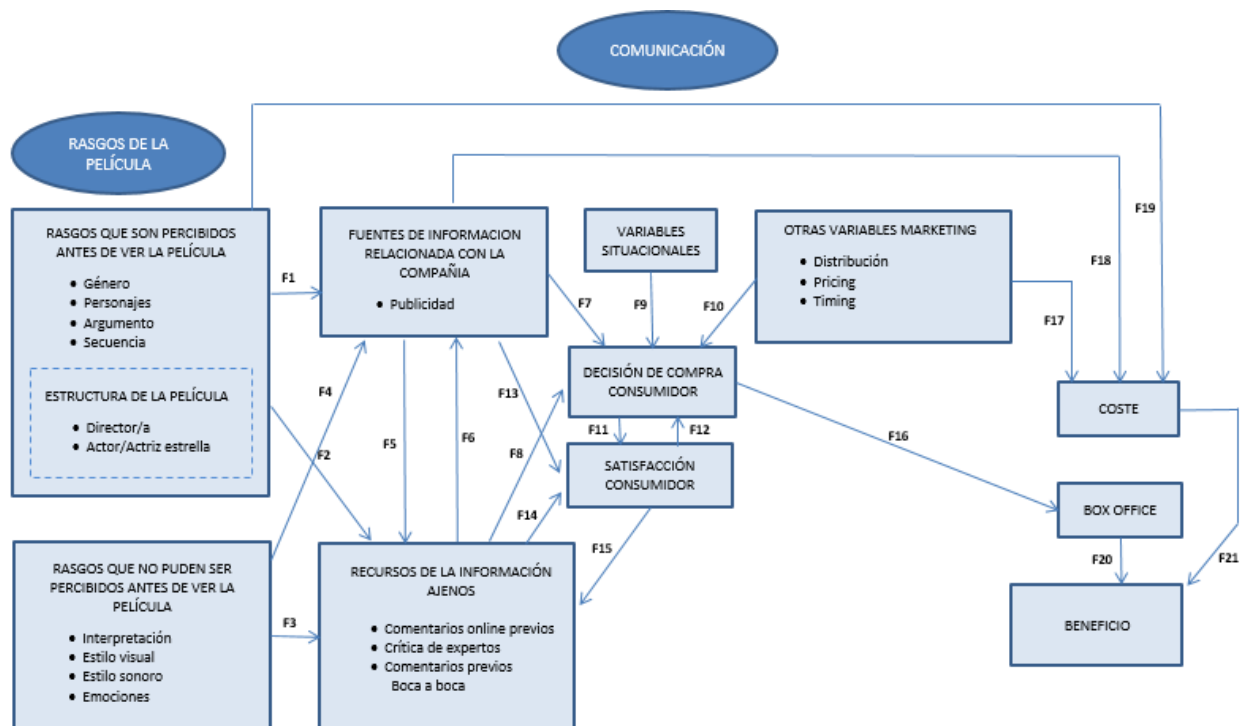 COMUNICACIÓN
RASGOS DE LA
PELÍCULA
RASGOS QUE SON PERCIBIDOS
ANTES DE VER LA PELÍCULA
• Género
• Personajes
• Argumento
• Secuencia
ESTRUCTURA DE LA PELÍCULA
• Director/a
• Actor/Actriz estrella
RASGOS QUE NO PUDEN SER
PERCIBIDOS ANTES DE VER LA
PELÍCULA
• Interpretación
• Estilo visual
• Estilo sonoro
• Emociones
F1
F4
F2
F3
FUENTES DE INFORMACION
RELACIONADA CON LA
COMPAÑIA
• Publicidad
F5
F6
RECURSOS DE LA INFORMACIÓN
AJENOS
• Comentarios online previos
• Crítica de expertos
• Comentarios previos
Boca a boca
F7
F13
F8
F14
F15
VARIABLES
SITUACIONALES
F9
F10
DECISIÓN DE COMPRA
CONSUMIDOR
F11
F12
SATISFACCIÓN
CONSUMIDOR
OTRAS VARIABLES MARKETING
• Distribución
• Pricing
• Timing
F17
F18
F19
F16
COSTE
BOX OFFICE
F20
F21
BENEFICIO